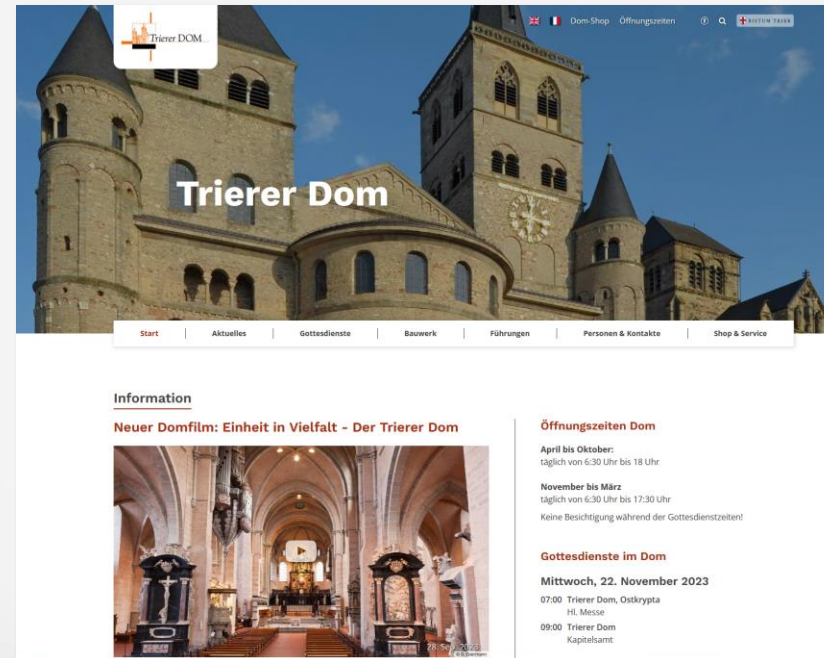 Trierer DOM
Dom-Shop Öffnungszeiten
BISTUM TRIER
Trierer Dom
Start Aktuelles Gottesdienste Bauwerk Führungen Personen & Kontakte Shop & Service
Information
Neuer Domfilm: Einheit in Vielfalt - Der Trierer Dom
Öffnungszeiten Dom
April bis Oktober:
täglich von 6:30 Uhr bis 18 Uhr
November bis März
täglich von 6:30 Uhr bis 17:30 Uhr
Keine Besichtigung während der Gottesdienstzeiten!
Gottesdienste im Dom
Mittwoch, 22. November 2023
07:00 Trierer Dom, Ostkrypta
Hl. Messe
09:00 Trierer Dom
Kapitelsamt